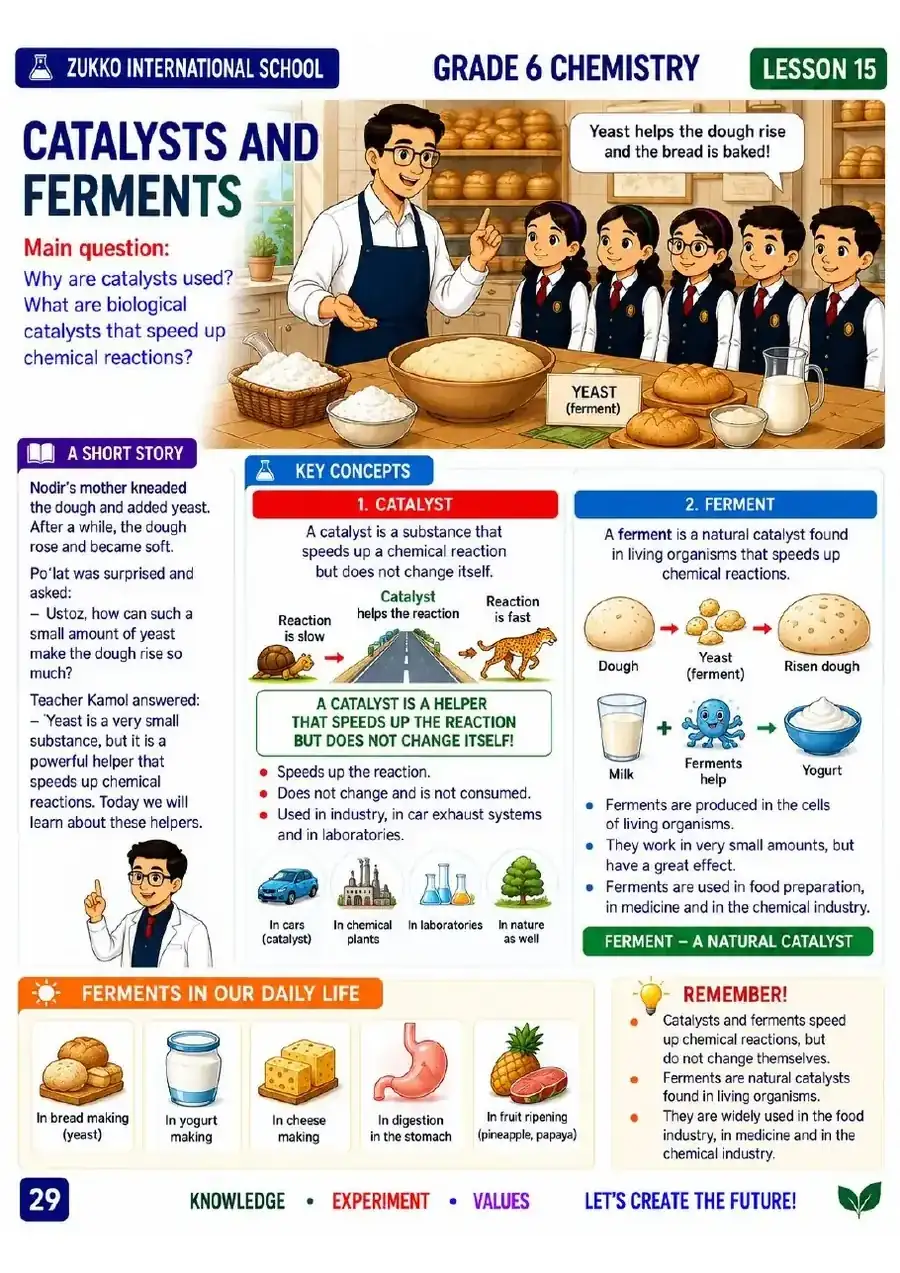 ZUKKO INTERNATIONAL SCHOOL
GRADE 6 CHEMISTRY
LESSON 15
CATALYSTS AND
FERMENTS
Main question:
Why are catalysts used?
What are biological
catalysts that speed up
chemical reactions?
Yeast helps the dough rise
and the bread is baked!
YEAST
(ferment)
A SHORT STORY
Nodir's mother kneaded
the dough and added yeast.
After a while, the dough
rose and became soft.
Po'lat was surprised and
asked:
– Ustoz, how can such a
small amount of yeast
make the dough rise so
much?
Teacher Kamol answered:
– Yeast is a very small
substance, but it is a
powerful helper that
speeds up chemical
reactions. Today we will
learn about these helpers.
KEY CONCEPTS
1. CATALYST
A catalyst is a substance that
speeds up a chemical reaction
but does not change itself.
Reaction
is slow
Catalyst
helps the reaction
Reaction
is fast
A CATALYST IS A HELPER
THAT SPEEDS UP THE REACTION
BUT DOES NOT CHANGE ITSELF!
• Speeds up the reaction.
• Does not change and is not consumed.
• Used in industry, in car exhaust systems
and in laboratories.
In cars
(catalyst)
In chemical
plants
In laboratories
In nature
as well
2. FERMENT
A ferment is a natural catalyst found
in living organisms that speeds up
chemical reactions.
Dough
Yeast
(ferment)
Risen dough
Milk
+
Ferments
help
Yogurt
• Ferments are produced in the cells
of living organisms.
• They work in very small amounts, but
have a great effect.
• Ferments are used in food preparation,
in medicine and in the chemical industry.
FERMENT – A NATURAL CATALYST
FERMENTS IN OUR DAILY LIFE
In bread making
(yeast)
In yogurt
making
In cheese
making
In digestion
in the stomach
In fruit ripening
(pineapple, papaya)
REMEMBER!
• Catalysts and ferments speed
up chemical reactions, but
do not change themselves.
• Ferments are natural catalysts
found in living organisms.
• They are widely used in the food
industry, in medicine and in the
chemical industry.
29
KNOWLEDGE • EXPERIMENT • VALUES
LET'S CREATE THE FUTURE!